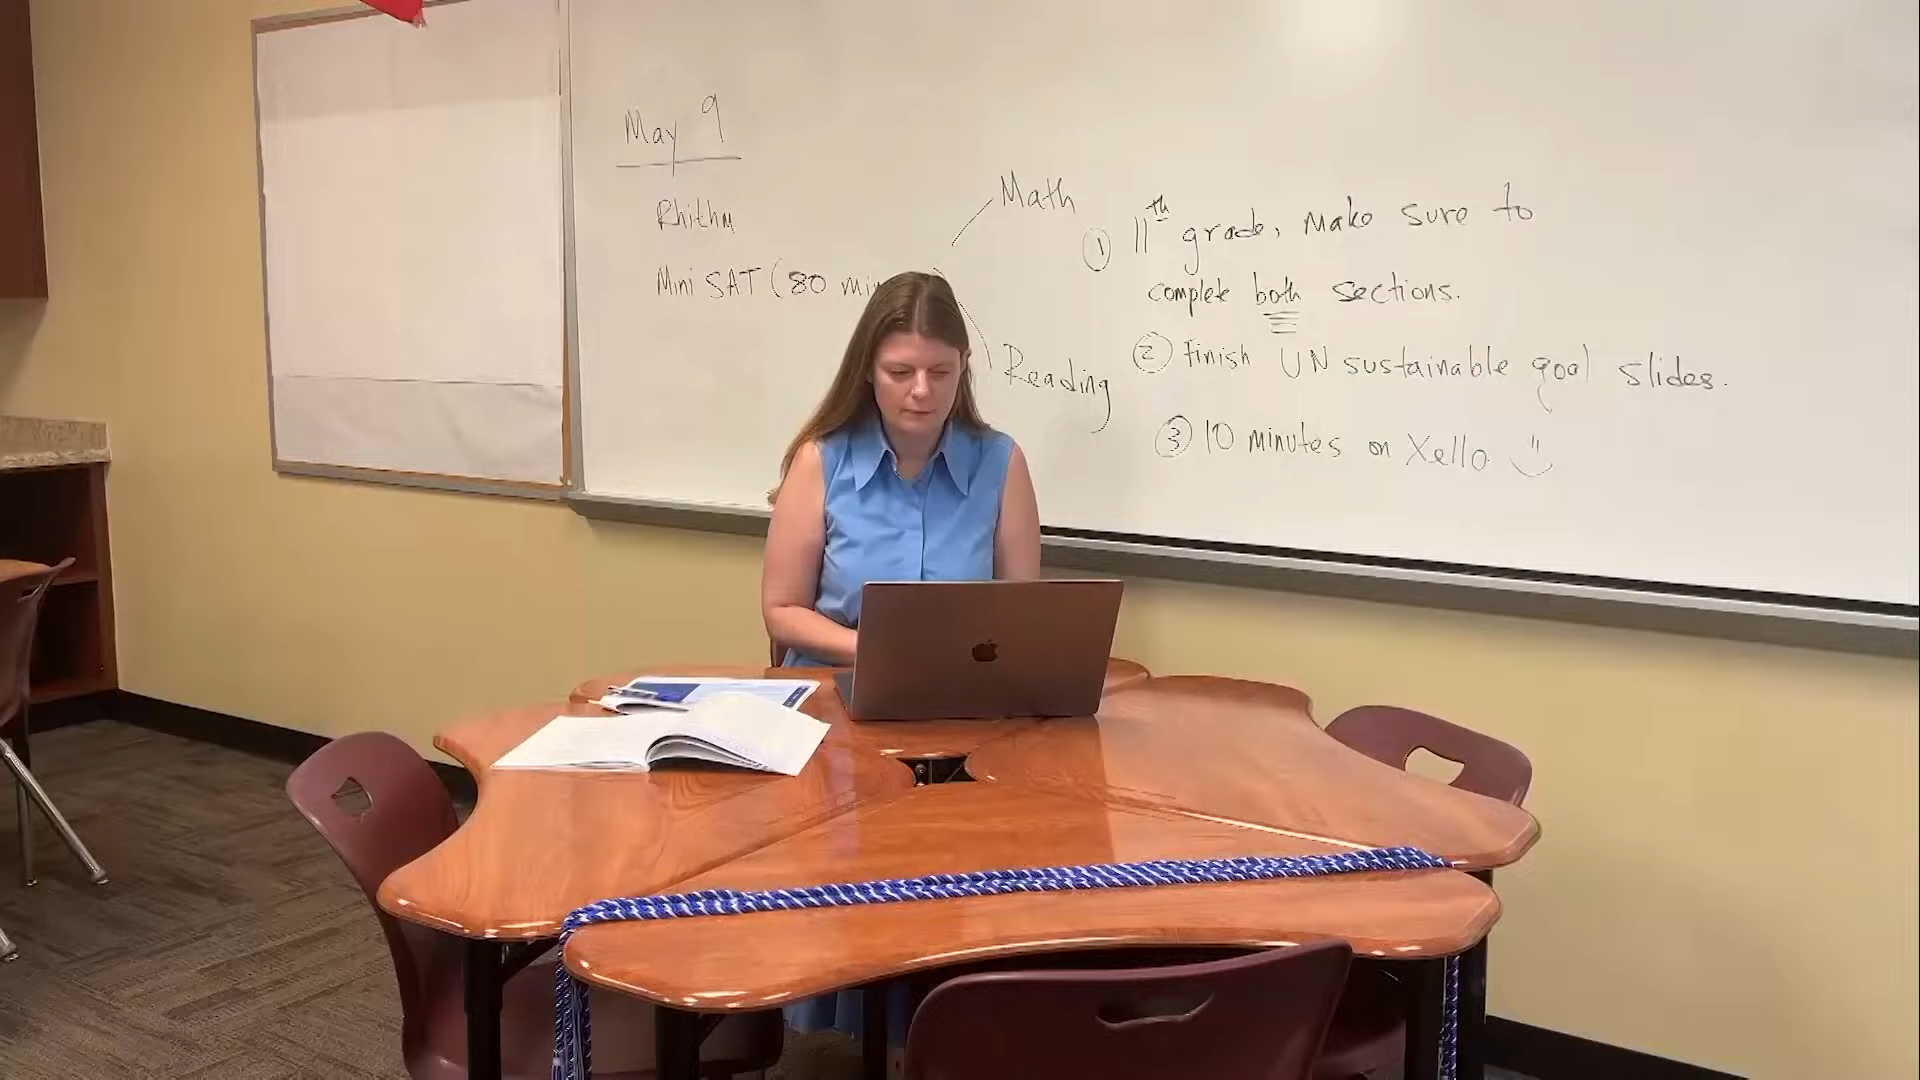 May 9
Rhithm
Mini SAT (80 min
Math
Reading
① 11th grade, make sure to
complete both sections.
② Finish UN sustainable goal slides.
③ 10 minutes on Xello